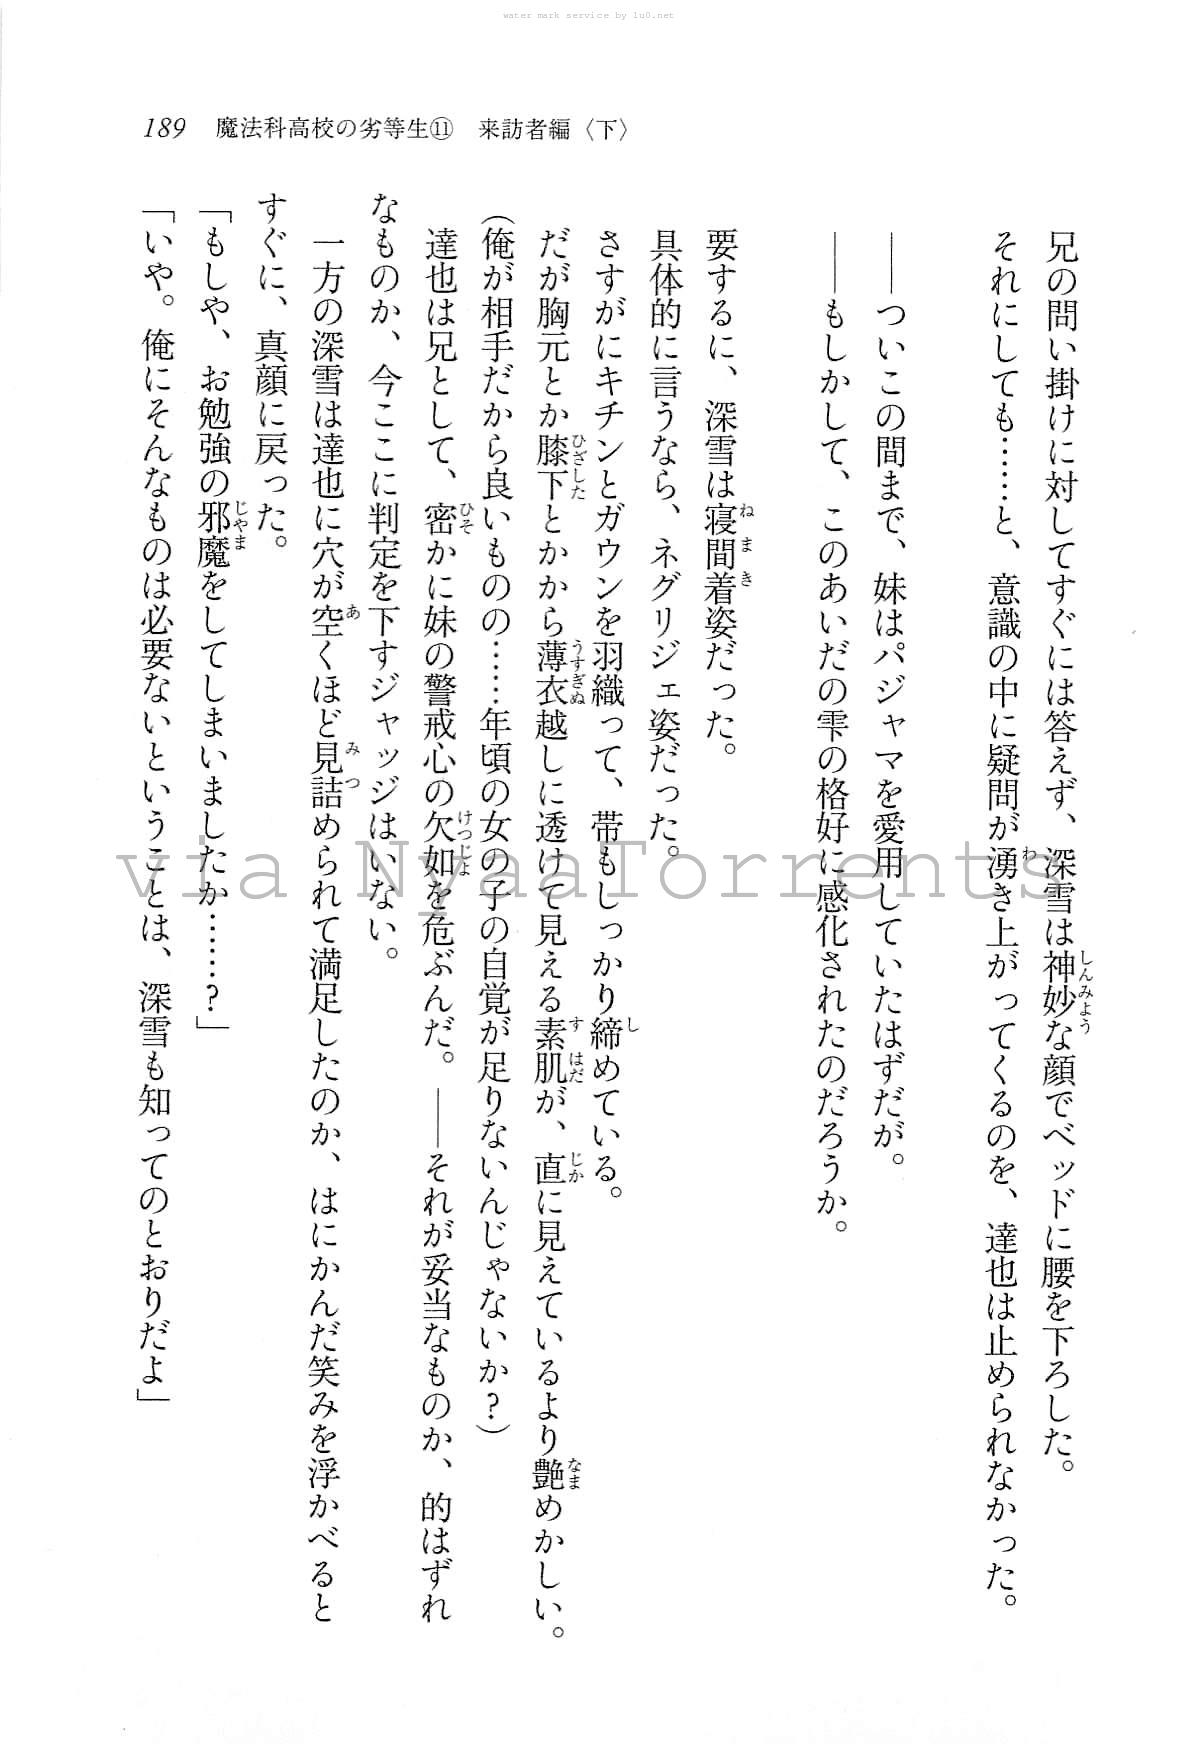 water mark service by lu0.net
189 魔法科高校の劣等生⑪ 来訪者編〈下〉
兄の問い掛けに対してすぐには答えず、深雪は神妙な顔でベッドに腰を下ろした。
それにしても……と、意識の中に疑問が湧き上がってくるのを、達也は止められなかった。
――ついこの間まで、妹はパジャマを愛用していたはずだが。
――もしかして、このあいだの雫の格好に感化されたのだろうか。
要するに、深雪は寝間着姿だった。
具体的に言うなら、ネグリジェ姿だった。
さすがにキチンとガウンを羽織って、帯もしっかり締めている。
だが胸元とか膝下とかから薄衣越しに透けて見える素肌が、直に見えているより艶めかしい。
(俺が相手だから良いものの……年頃の女の子の自覚が足りないんじゃないか?)
達也は兄として、密かに妹の警戒心の欠如を危ぶんだ。――それが妥当なものか、的はずれ
なものか、今ここに判定を下すジャッジはいない。
一方の深雪は達也に穴が空くほど見詰められて満足したのか、はにかんだ笑みを浮かべると
すぐに、真顔に戻った。
「もしや、お勉強の邪魔をしてしまいましたか……?」
「いや。俺にそんなものは必要ないということは、深雪も知ってのとおりだよ」
via NyaaTorrents